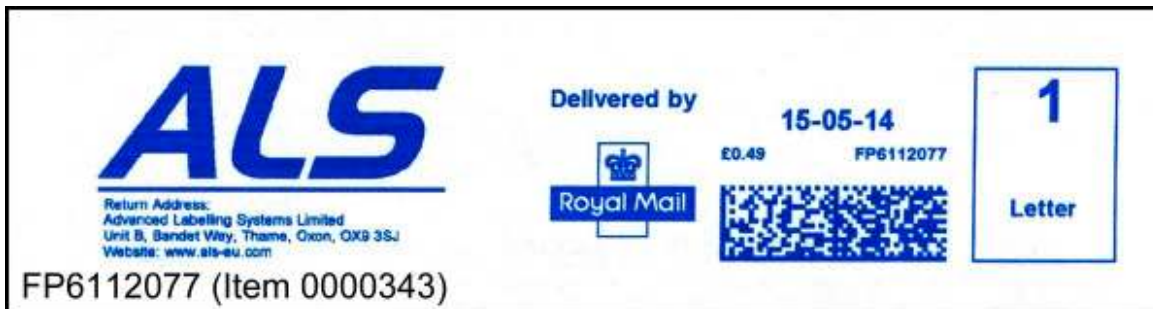 ALS
Return Address:
Advanced Labelling Systems Limited
Unit B, Bandet Way, Thame, Oxon, OX9 3SJ
Website: www.als-eu.com
Delivered by
Royal Mail
15-05-14
£0.49 FP6112077
1
Letter
FP6112077 (Item 0000343)